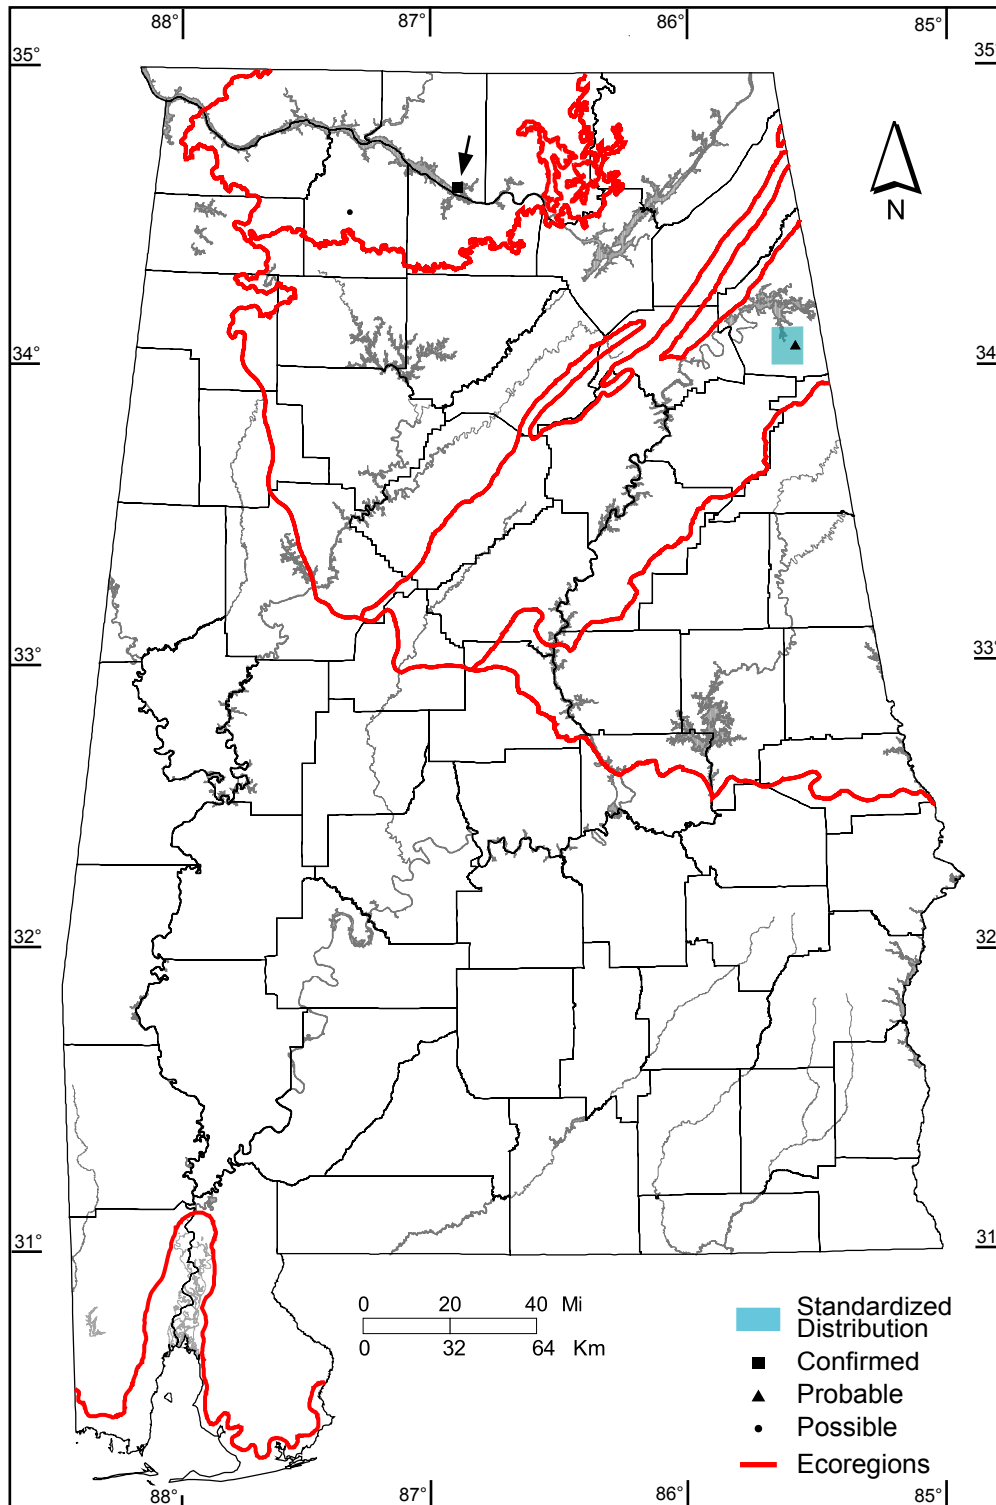 88° 87° 86° 85°
35° 35°
N
34° 34
33° 33
32° 32
31° 31
0 20 40 Mi
0 32 64 Km
Standardized
Distribution
Confirmed
Probable
Possible
Ecoregions
88° 87° 86° 85°